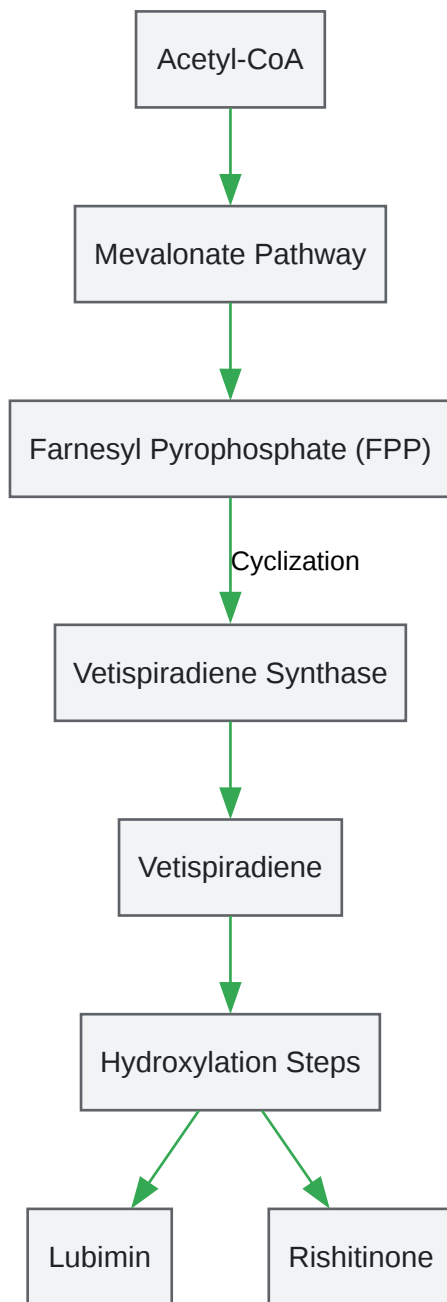 Acetyl-CoA
Mevalonate Pathway
Farnesyl Pyrophosphate (FPP)
Cyclization
Vetispiradiene Synthase
Vetispiradiene
Hydroxylation Steps
Lubimin
Rishitinone